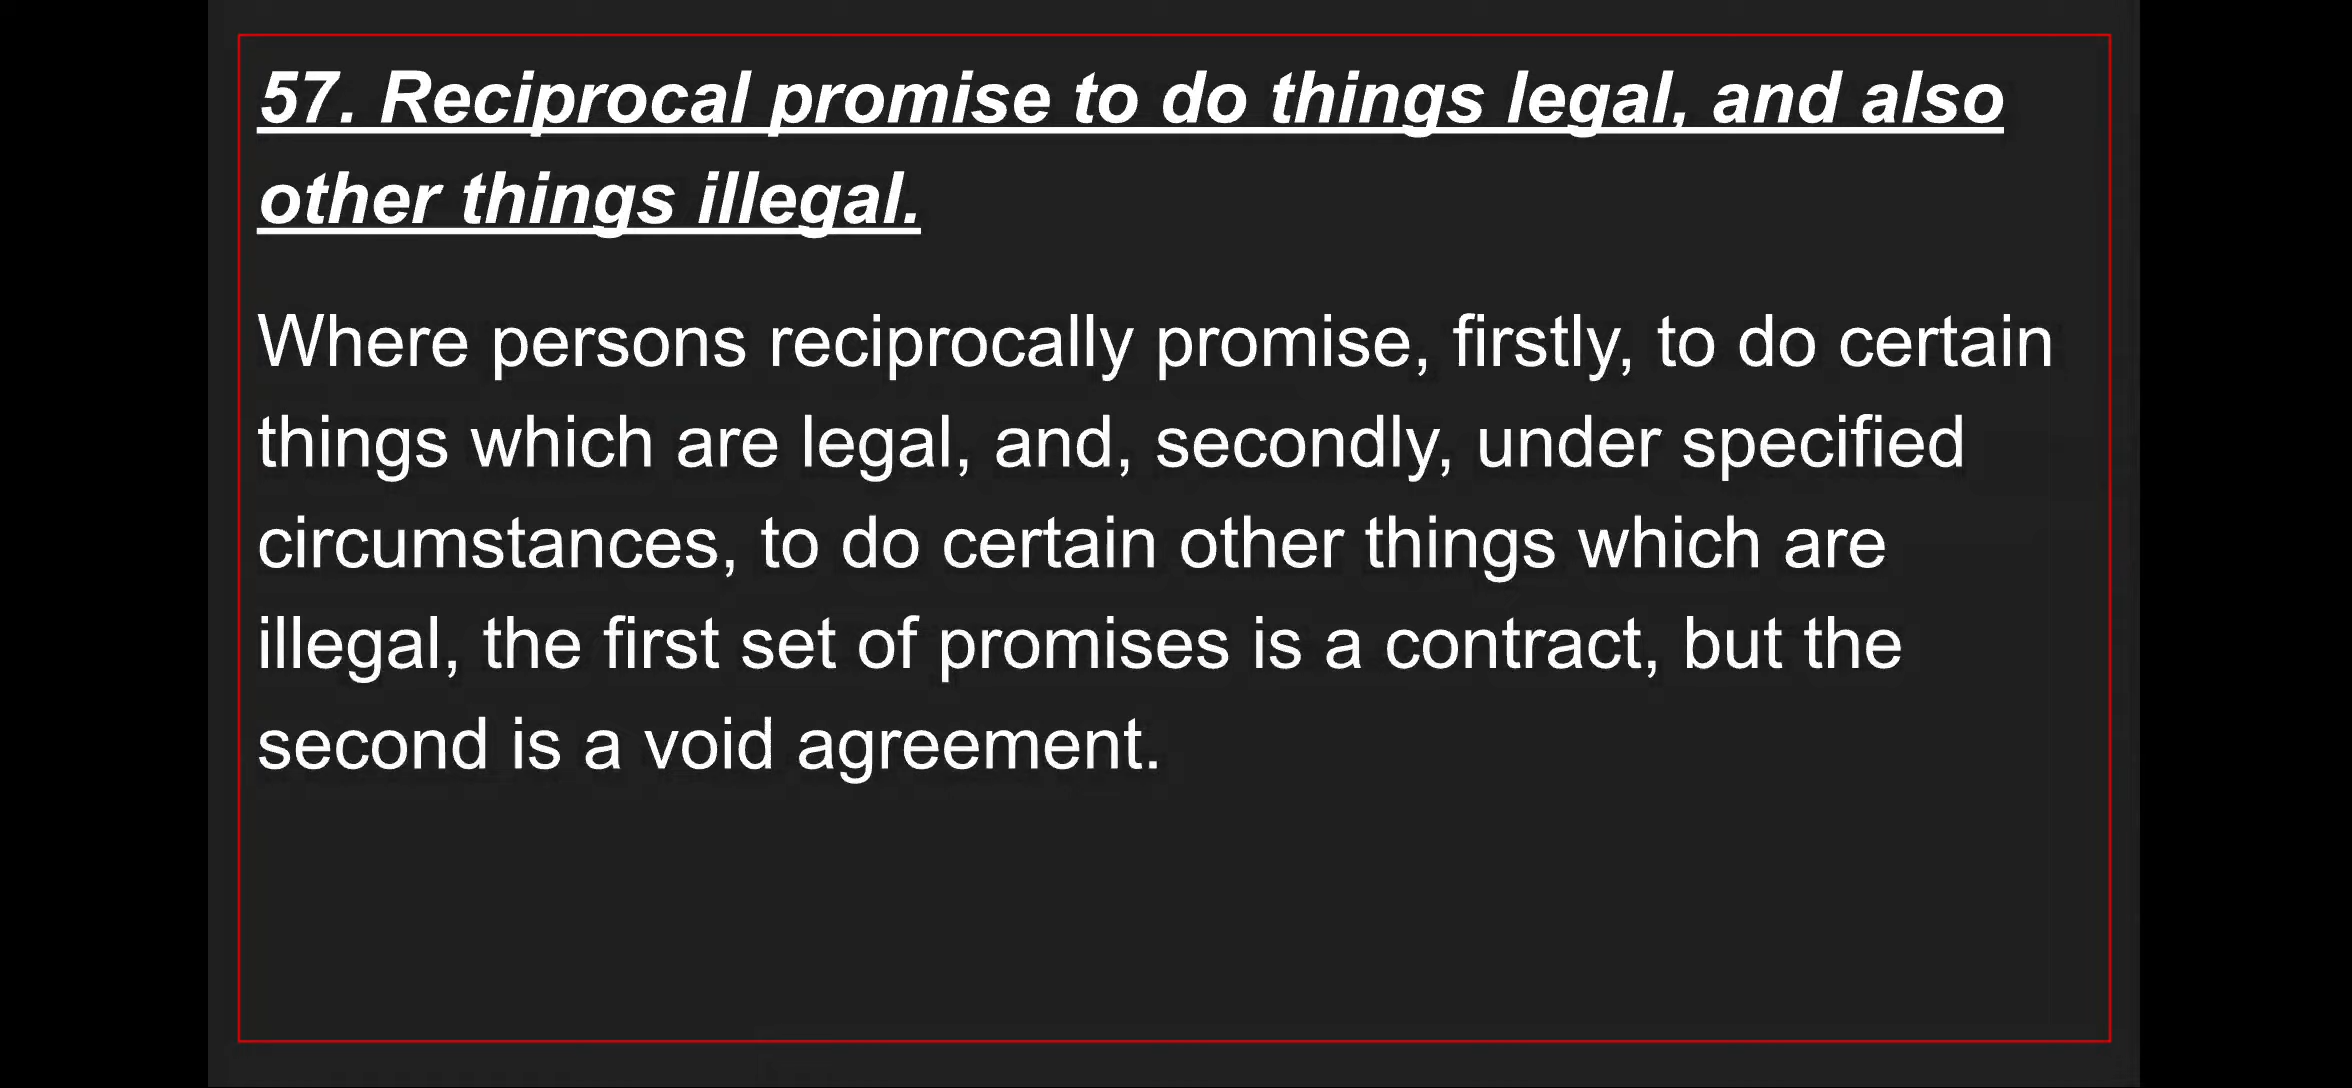 57. Reciprocal promise to do things legal, and also
other things illegal.
Where persons reciprocally promise, firstly, to do certain
things which are legal, and, secondly, under specified
circumstances, to do certain other things which are
illegal, the first set of promises is a contract, but the
second is a void agreement.